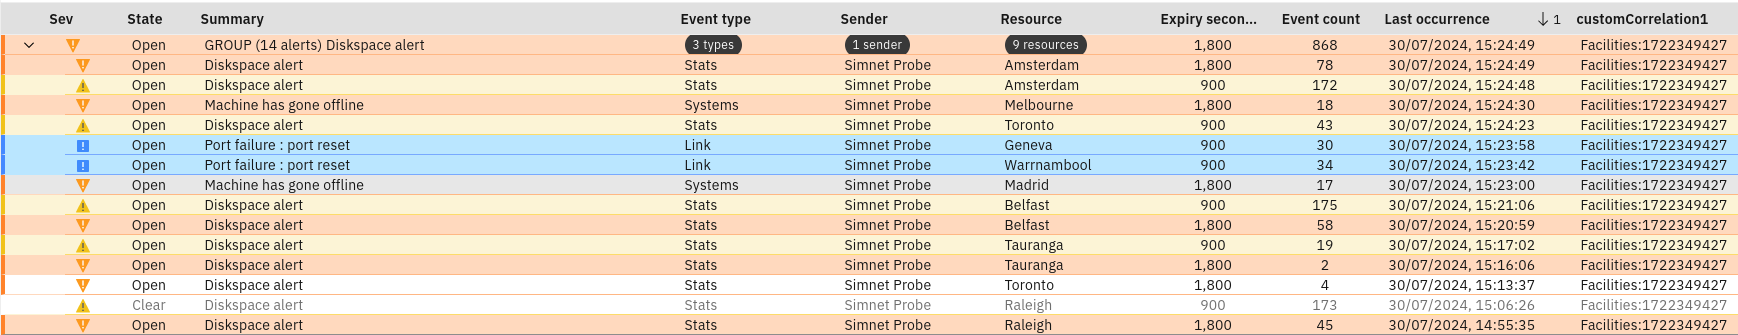 Sev State Summary Event type Sender Resource Expiry secon... Event count Last occurrence ↓ 1 customCorrelation1
Open GROUP (14 alerts) Diskspace alert 3 types 1 sender 9 resources 1,800 868 30/07/2024, 15:24:49 Facilities:1722349427
Open Diskspace alert Stats Simnet Probe Amsterdam 1,800 78 30/07/2024, 15:24:49 Facilities:1722349427
Open Diskspace alert Stats Simnet Probe Amsterdam 900 172 30/07/2024, 15:24:48 Facilities:1722349427
Open Machine has gone offline Systems Simnet Probe Melbourne 1,800 18 30/07/2024, 15:24:30 Facilities:1722349427
Open Diskspace alert Stats Simnet Probe Toronto 900 43 30/07/2024, 15:24:23 Facilities:1722349427
Open Port failure : port reset Link Simnet Probe Geneva 900 30 30/07/2024, 15:23:58 Facilities:1722349427
Open Port failure : port reset Link Simnet Probe Warrnambool 900 34 30/07/2024, 15:23:42 Facilities:1722349427
Open Machine has gone offline Systems Simnet Probe Madrid 1,800 17 30/07/2024, 15:23:00 Facilities:1722349427
Open Diskspace alert Stats Simnet Probe Belfast 900 175 30/07/2024, 15:21:06 Facilities:1722349427
Open Diskspace alert Stats Simnet Probe Belfast 1,800 58 30/07/2024, 15:20:59 Facilities:1722349427
Open Diskspace alert Stats Simnet Probe Tauranga 900 19 30/07/2024, 15:17:02 Facilities:1722349427
Open Diskspace alert Stats Simnet Probe Tauranga 1,800 2 30/07/2024, 15:16:06 Facilities:1722349427
Open Diskspace alert Stats Simnet Probe Toronto 1,800 4 30/07/2024, 15:13:37 Facilities:1722349427
Clear Diskspace alert Stats Simnet Probe Raleigh 900 173 30/07/2024, 15:06:26 Facilities:1722349427
Open Diskspace alert Stats Simnet Probe Raleigh 1,800 45 30/07/2024, 14:55:35 Facilities:1722349427